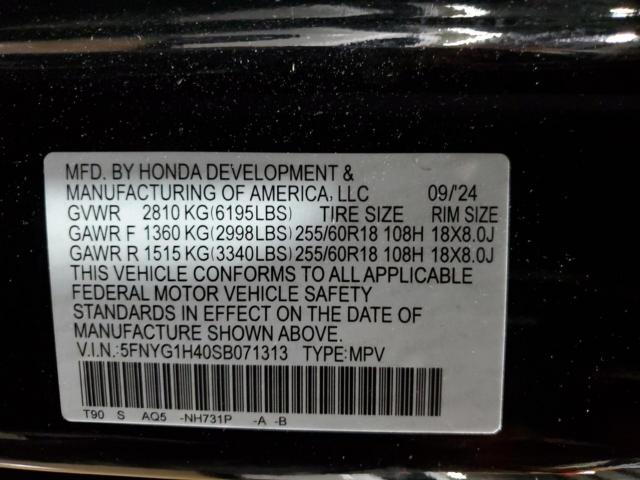 MFD. BY HONDA DEVELOPMENT &
MANUFACTURING OF AMERICA, LLC 09/'24
GVWR 2810 KG(6195LBS) TIRE SIZE RIM SIZE
GAWR F 1360 KG(2998LBS) 255/60R18 108H 18X8.0J
GAWR R 1515 KG(3340LBS) 255/60R18 108H 18X8.0J
THIS VEHICLE CONFORMS TO ALL APPLICABLE
FEDERAL MOTOR VEHICLE SAFETY
STANDARDS IN EFFECT ON THE DATE OF
MANUFACTURE SHOWN ABOVE.
V.I.N.:5FNYG1H40SB071313 TYPE:MPV
T90 S AQ5 -NH731P -A -B